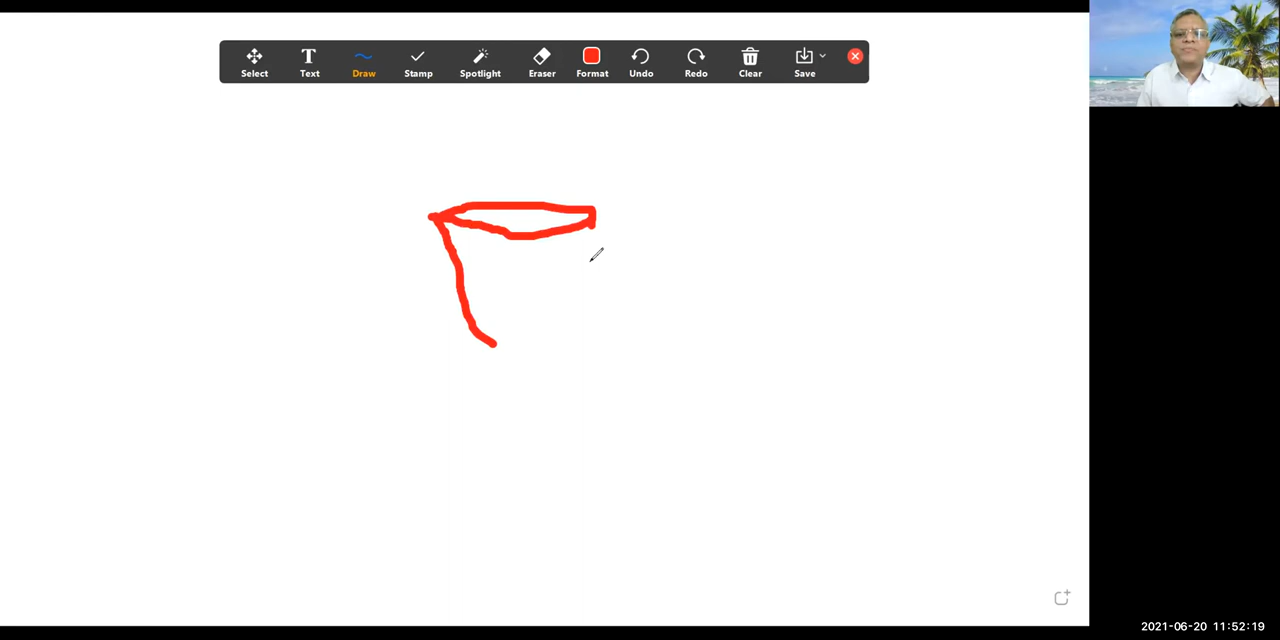 Select Text Draw Stamp Spotlight Eraser Format Undo Redo Clear Save
2021-06-20 11:52:19